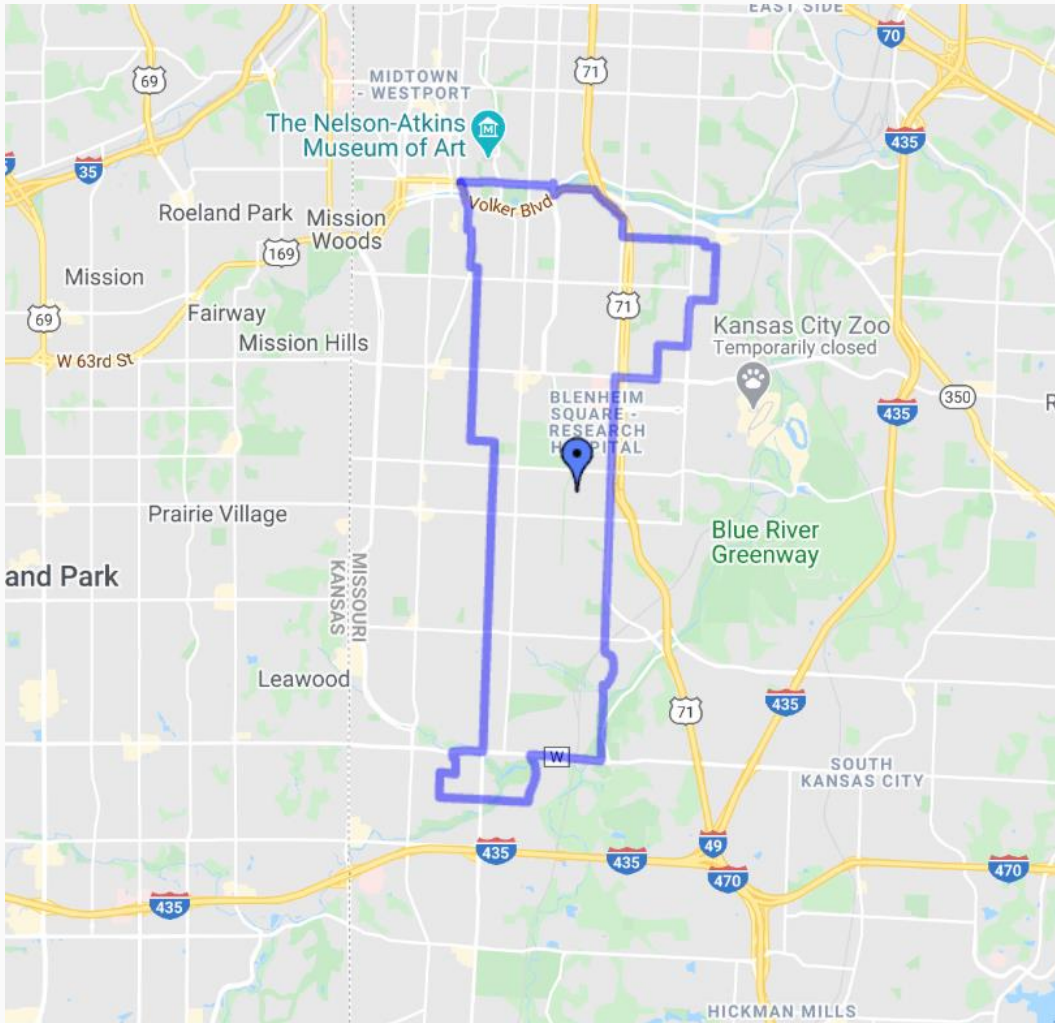 EAST SIDE
70
69
71
MIDTOWN
- WESTPORT
The Nelson-Atkins
Museum of Art
M
435
35
Roeland Park
Mission
Woods
Volker Blvd
169
Mission
69
Fairway
71
Kansas City Zoo
Temporarily closed
Mission Hills
W 63rd St
350
435
R
BLENHEIM
SQUARE -
RESEARCH
HOSPITAL
Prairie Village
Blue River
Greenway
and Park
MISSOURI
KANSAS
Leawood
435
71
W
SOUTH
KANSAS CITY
49
435
435
470
470
435
HICKMAN MILLS